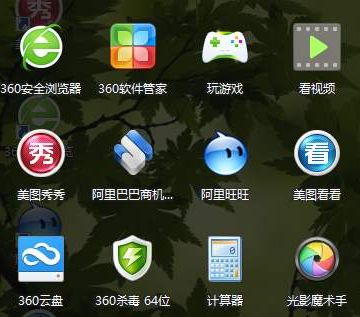 360安全浏览器
360软件管家
玩游戏
看视频
秀
看
美图秀秀
阿里巴巴商机...
阿里旺旺
美图看看
0
360云盘
360杀毒 64位
计算器
光影魔术手